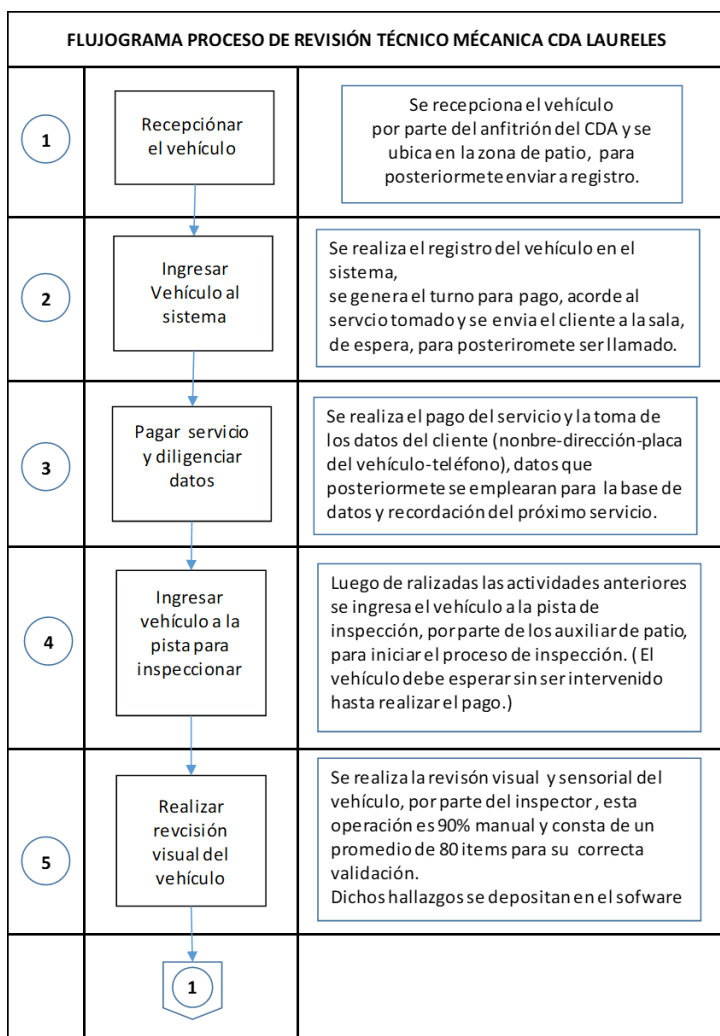 FLUJOGRAMA PROCESO DE REVISIÓN TÉCNICO MÉCANICA CDA LAURELES
1
Recepciónar
el vehículo
Se recepciona el vehículo
por parte del anfitrión del CDA y se
ubica en la zona de patio, para
posteriormete enviar a registro.
2
Ingresar
Vehículo al
sistema
Se realiza el registro del vehículo en el
sistema,
se genera el turno para pago, acorde al
servcio tomado y se envia el cliente a la sala,
de espera, para posteriromete ser llamado.
3
Pagar servicio
y diligenciar
datos
Se realiza el pago del servicio y la toma de
los datos del cliente (nonbre-dirección-placa
del vehículo-teléfono), datos que
posteriormete se emplearan para la base de
datos y recordación del próximo servicio.
4
Ingresar
vehículo a la
pista para
inspeccionar
Luego de ralizadas las actividades anteriores
se ingresa el vehículo a la pista de
inspección, por parte de los auxiliar de patio,
para iniciar el proceso de inspección. ( El
vehículo debe esperar sin ser intervenido
hasta realizar el pago.)
5
Realizar
revcisión
visual del
vehículo
Se realiza la revisón visual y sensorial del
vehículo, por parte del inspector , esta
operación es 90% manual y consta de un
promedio de 80 items para su correcta
validación.
Dichos hallazgos se depositan en el sofware
1